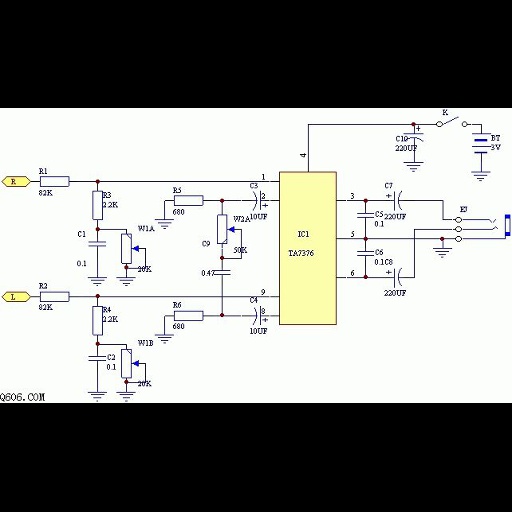 K
C10
220UF
BT
3V
4
R
R1
82K
1
R3
2.2K
R5
680
C3
2
10UF
W2A
50K
C1
0.1
W1A
20K
C9
0.47
IC1
TA7376
3
C7
220UF
C5
0.1
EJ
5
C6
0.1
C8
6
220UF
L
R2
82K
9
R4
2.2K
R6
680
C4
8
10UF
C2
0.1
W1B
20K
Q606.COM